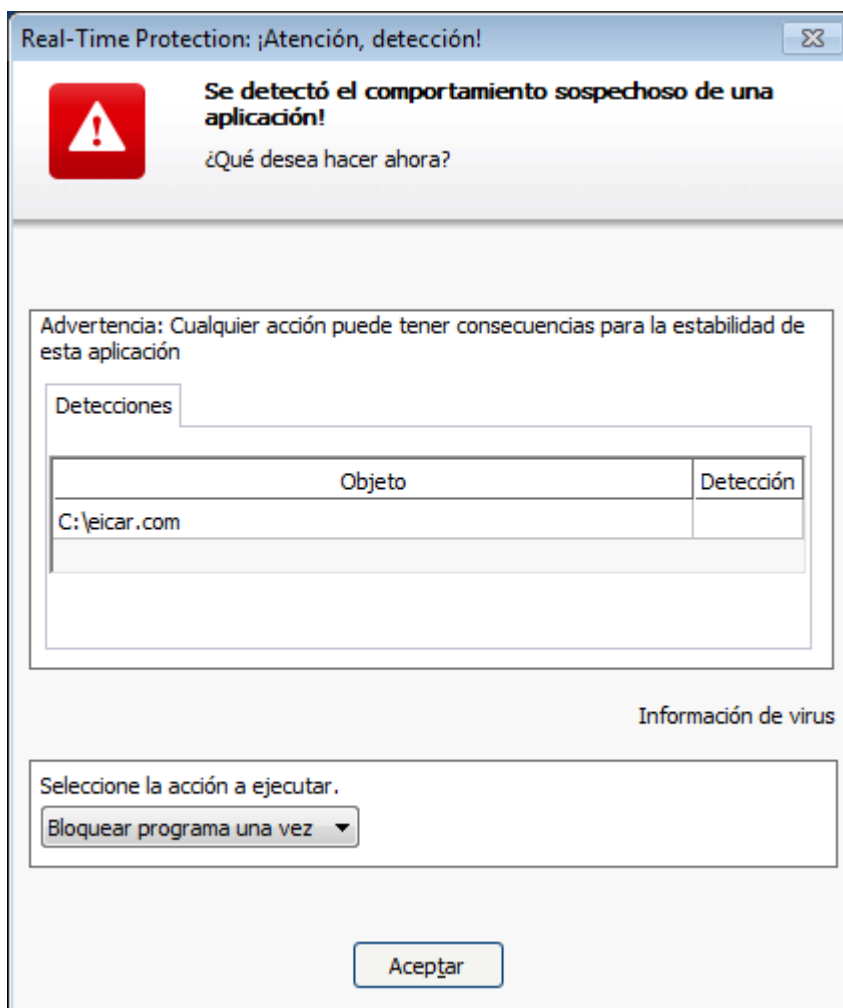 Real-Time Protection: ¡Atención, detección!
Se detectó el comportamiento sospechoso de una
aplicación!
¿Qué desea hacer ahora?
Advertencia: Cualquier acción puede tener consecuencias para la estabilidad de
esta aplicación
Detecciones
Objeto Detección
C:\eicar.com
Información de virus
Seleccione la acción a ejecutar.
Bloquear programa una vez
Aceptar